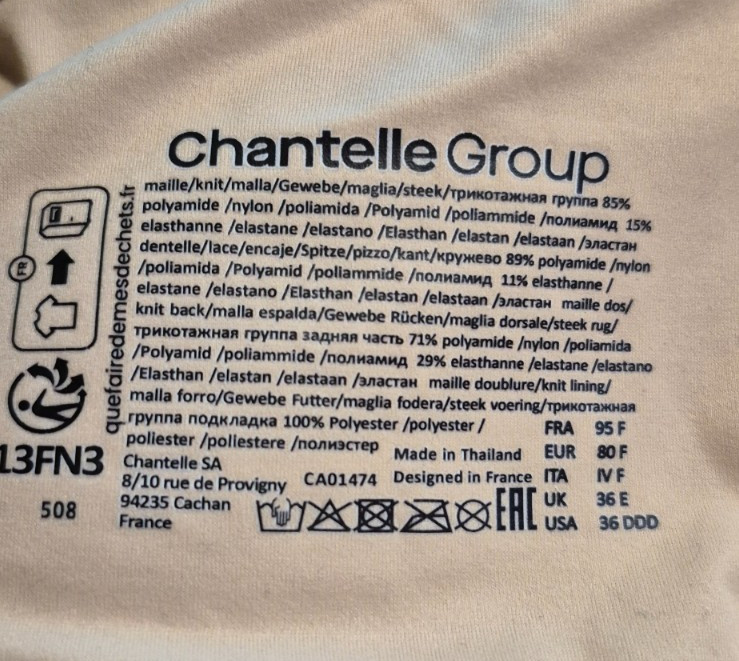 Chantelle Group
maille/knit/malla/Gewebe/maglia/steek/трикотажная группа 85%
polyamide /nylon /poliamida /Polyamid /poliammide /полиамид 15%
elasthanne /elastane /elastano /Elasthan /elastan /elastaan /эластан
dentelle/lace/encaje/Spitze/pizzo/kant/кружево 89% polyamide /nylon
/poliamida /Polyamid /poliammide /полиамид 11% elasthanne /
elastane /elastano /Elasthan /elastan /elastaan /эластан maille dos/
knit back/malla espalda/Gewebe Rücken/maglia dorsale/steek rug/
трикотажная группа задняя часть 71% polyamide /nylon /poliamida
/Polyamid /poliammide /полиамид 29% elasthanne /elastane /elastano
/Elasthan /elastan /elastaan /эластан maille doublure/knit lining/
malla forro/Gewebe Futter/maglia fodera/steek voering/трикотажная
группа подкладка 100% Polyester /polyester /
poliester /poliestere /полиэстер
Chantelle SA
8/10 rue de Provigny
94235 Cachan
France
CA01474
Made in Thailand
Designed in France
FRA 95 F
EUR 80 F
ITA IV F
UK 36 E
USA 36 DDD
EAC
quefairedemesdechets.fr
FR
13FN3
508